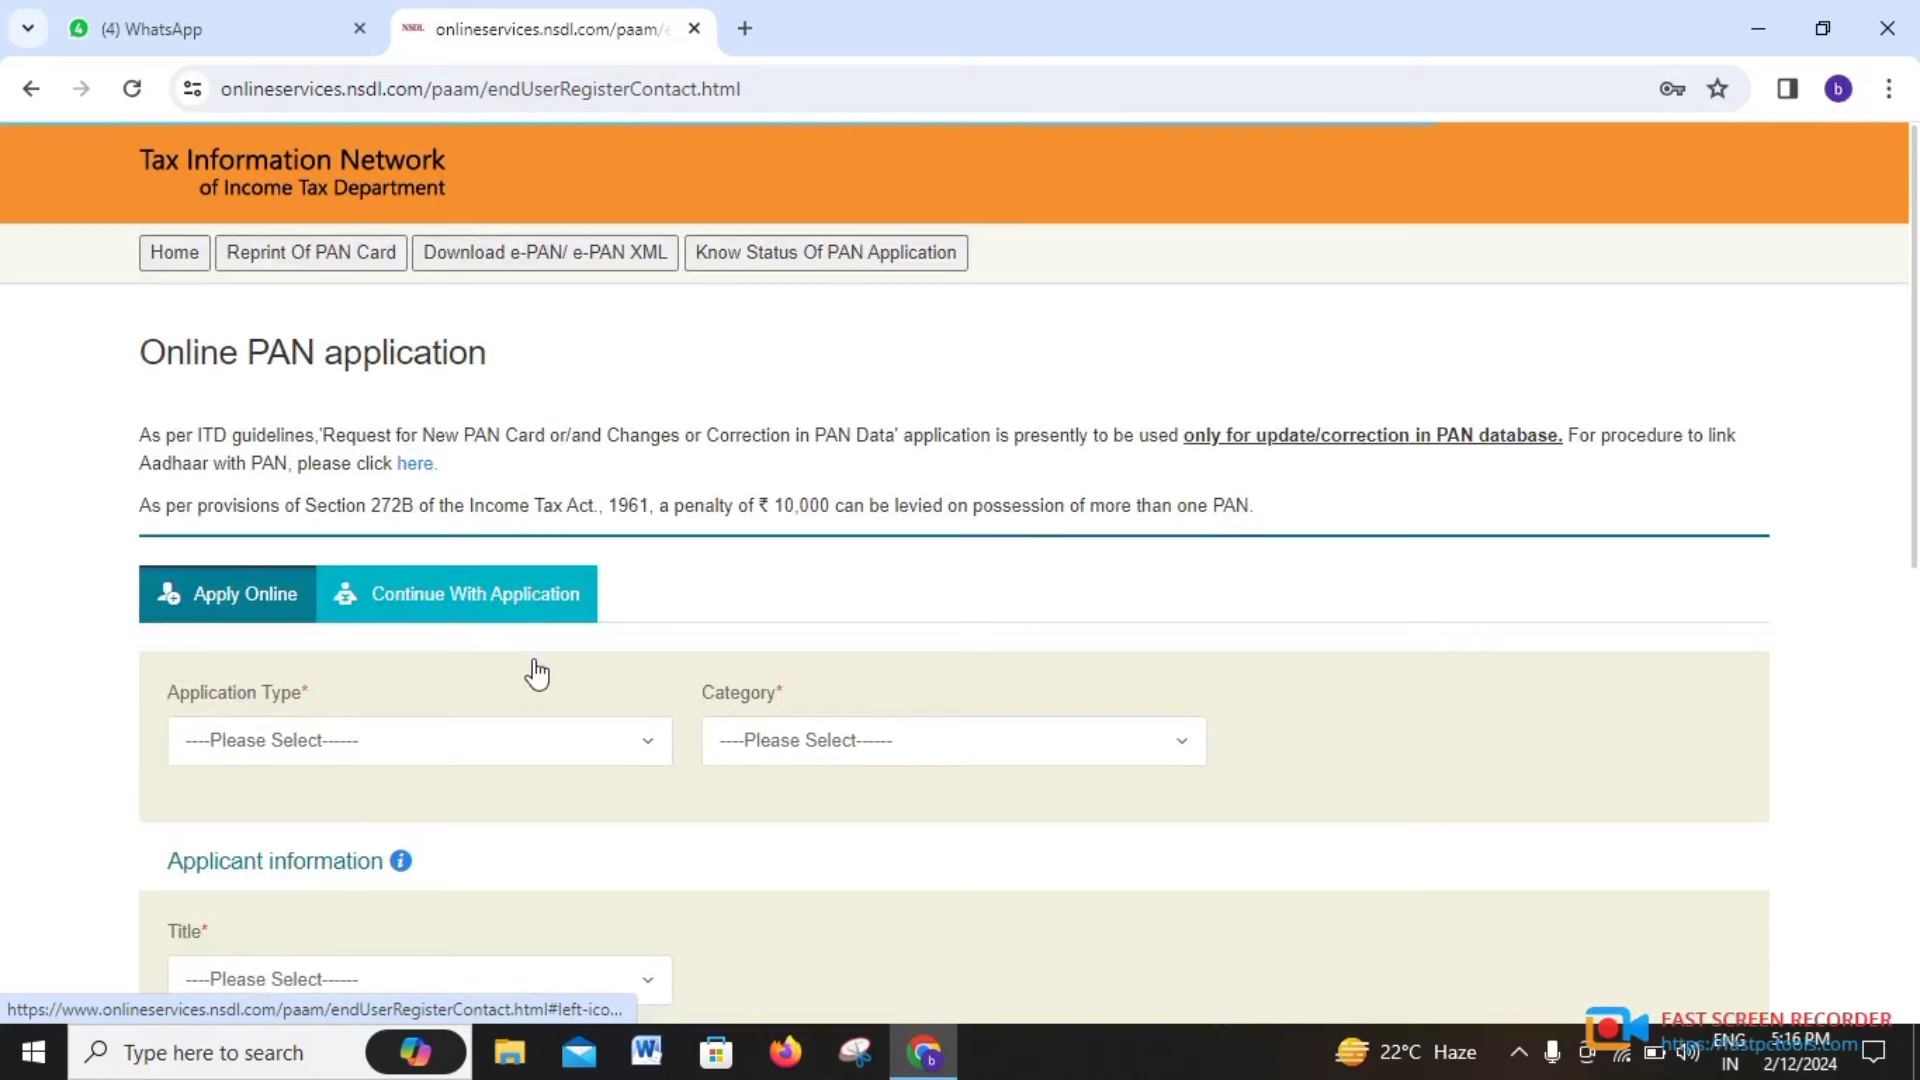 (4) WhatsApp
NSDL onlineservices.nsdl.com/paam/e
onlineservices.nsdl.com/paam/endUserRegisterContact.html
b
Tax Information Network
of Income Tax Department
Home Reprint Of PAN Card Download e-PAN/ e-PAN XML Know Status Of PAN Application
Online PAN application
As per ITD guidelines,'Request for New PAN Card or/and Changes or Correction in PAN Data' application is presently to be used only for update/correction in PAN database. For procedure to link
Aadhaar with PAN, please click here.
As per provisions of Section 272B of the Income Tax Act., 1961, a penalty of ₹ 10,000 can be levied on possession of more than one PAN.
Apply Online Continue With Application
Application Type* Category*
----Please Select------ ----Please Select------
Applicant information
Title*
----Please Select------
https://www.onlineservices.nsdl.com/paam/endUserRegisterContact.html#left-ico...
FAST SCREEN RECORDER
https://fastpctools.com
Type here to search
22°C Haze
ENG
IN
5:16 PM
2/12/2024